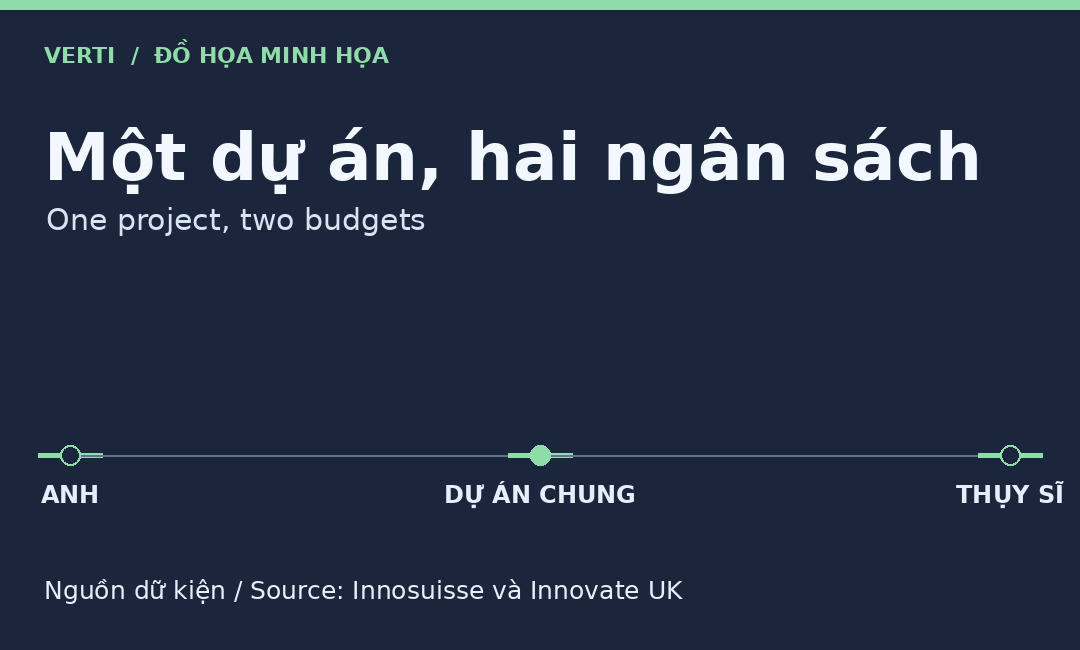 VERTI / ĐỒ HỌA MINH HỌA
Một dự án, hai ngân sách
One project, two budgets
ANH
DỰ ÁN CHUNG
THỤY SĨ
Nguồn dữ kiện / Source: Innosuisse và Innovate UK